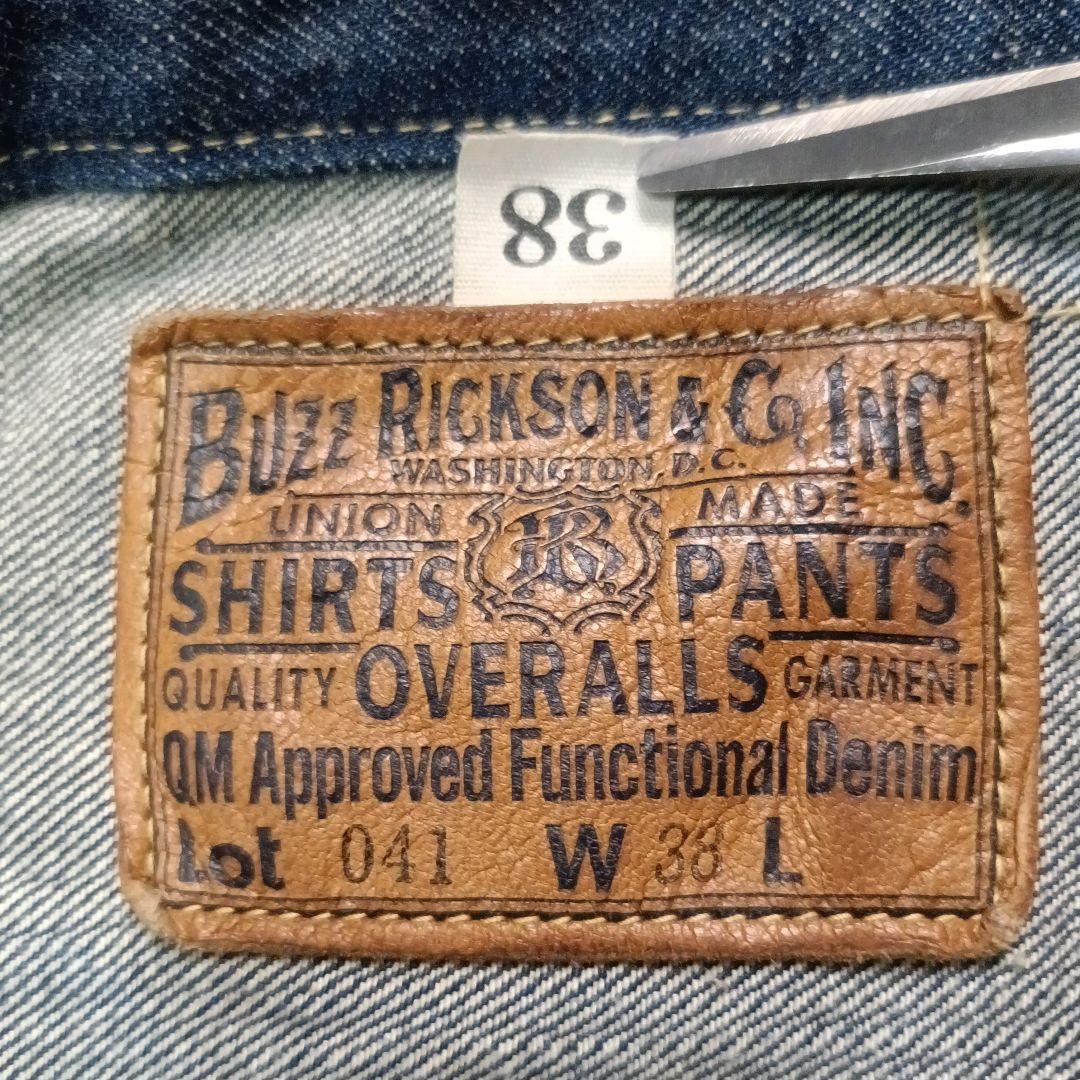 38
BUZZ RICKSON & CO, INC.
WASHINGTON, D.C.
UNION MADE
SHIRTS BR. PANTS
QUALITY OVERALLS GARMENT
QM Approved Functional Denim
Lot 041 W 38 L